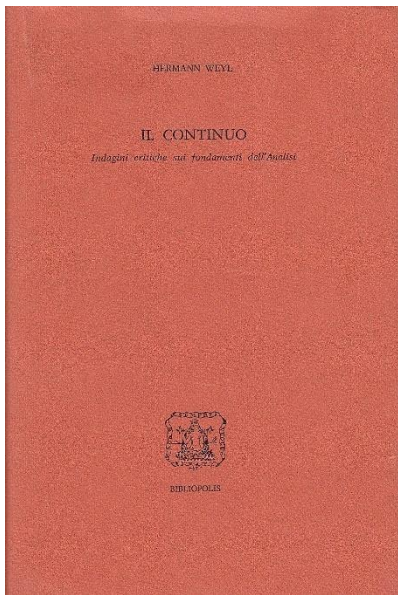 HERMANN WEYL
IL CONTINUO
Indagini critiche sui fondamenti dell'Analisi
BIBLIOPOLIS